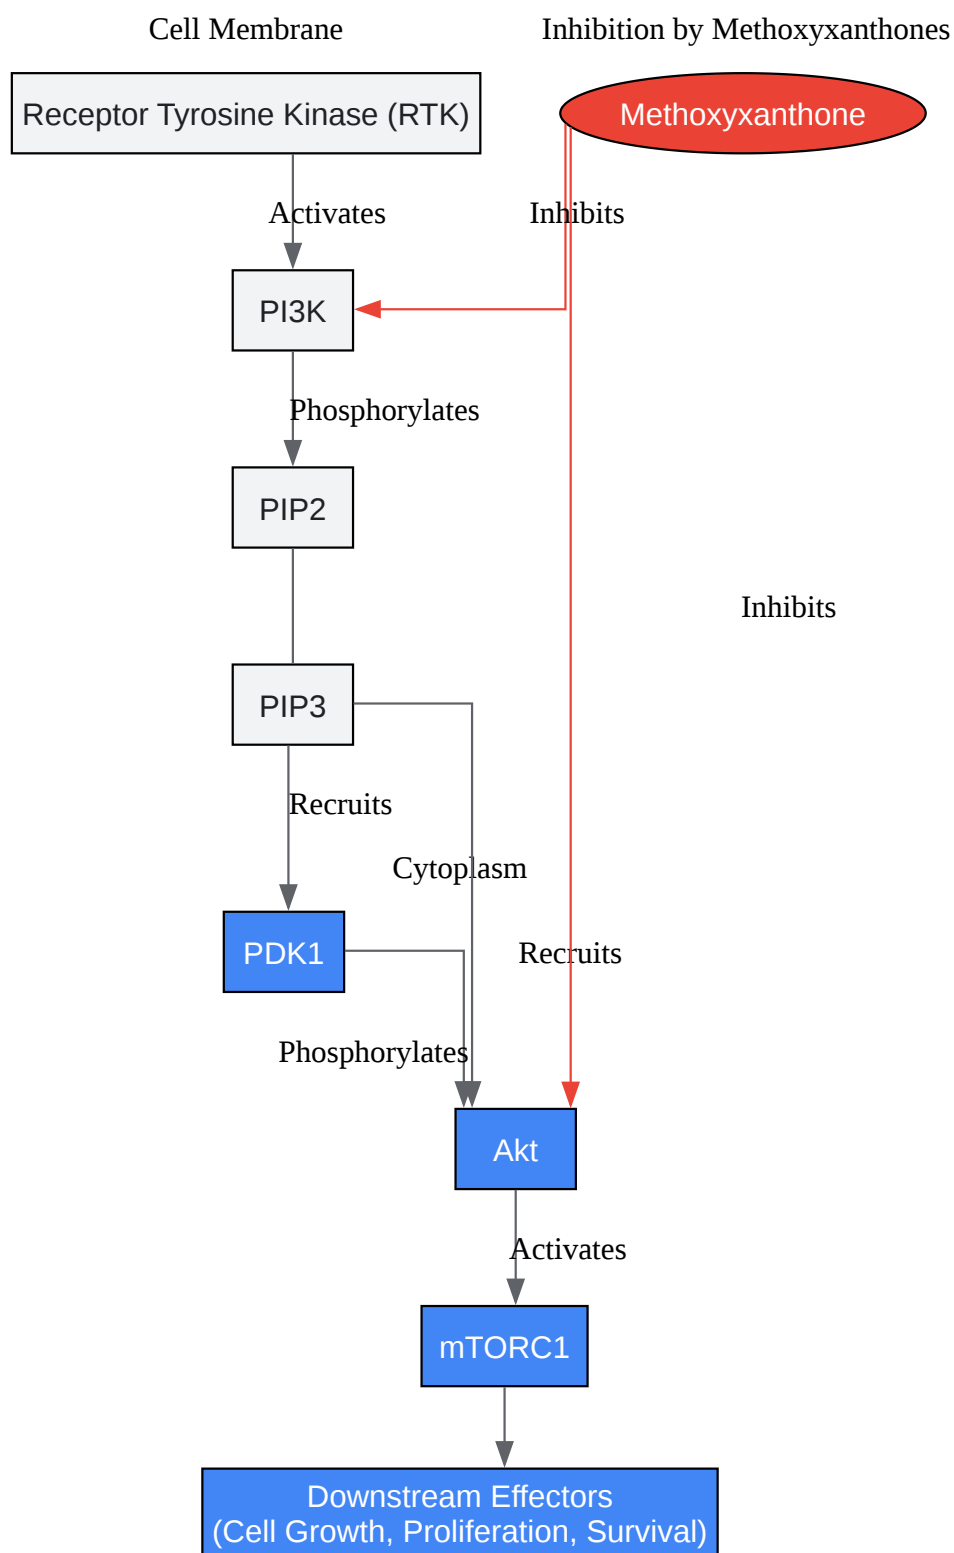 Cell Membrane
Inhibition by Methoxyxanthones
Receptor Tyrosine Kinase (RTK)
Methoxyxanthone
Activates
Inhibits
PI3K
Phosphorylates
PIP2
Inhibits
PIP3
Recruits
Cytoplasm
PDK1
Recruits
Phosphorylates
Akt
Activates
mTORC1
Downstream Effectors
(Cell Growth, Proliferation, Survival)